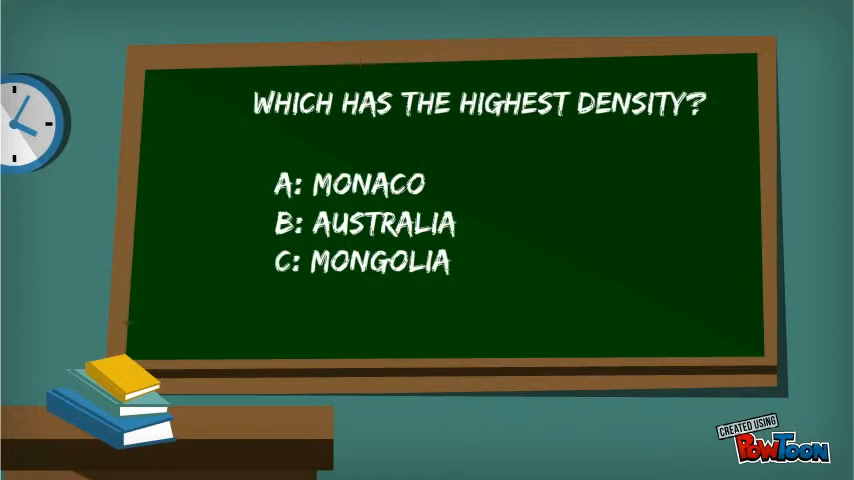 WHICH HAS THE HIGHEST DENSITY?
A: MONACO
B: AUSTRALIA
C: MONGOLIA
CREATED USING
POWTOON